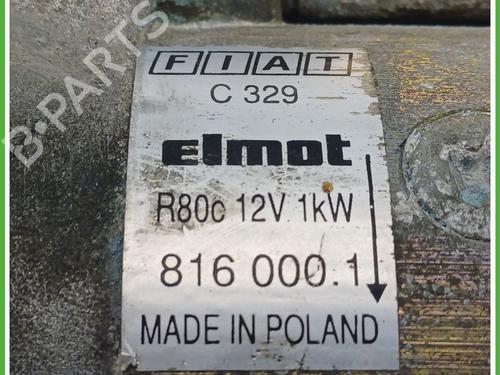 FIAT
C 329
elmot
R80c 12V 1kW
816 000.1
MADE IN POLAND
B-PARTS